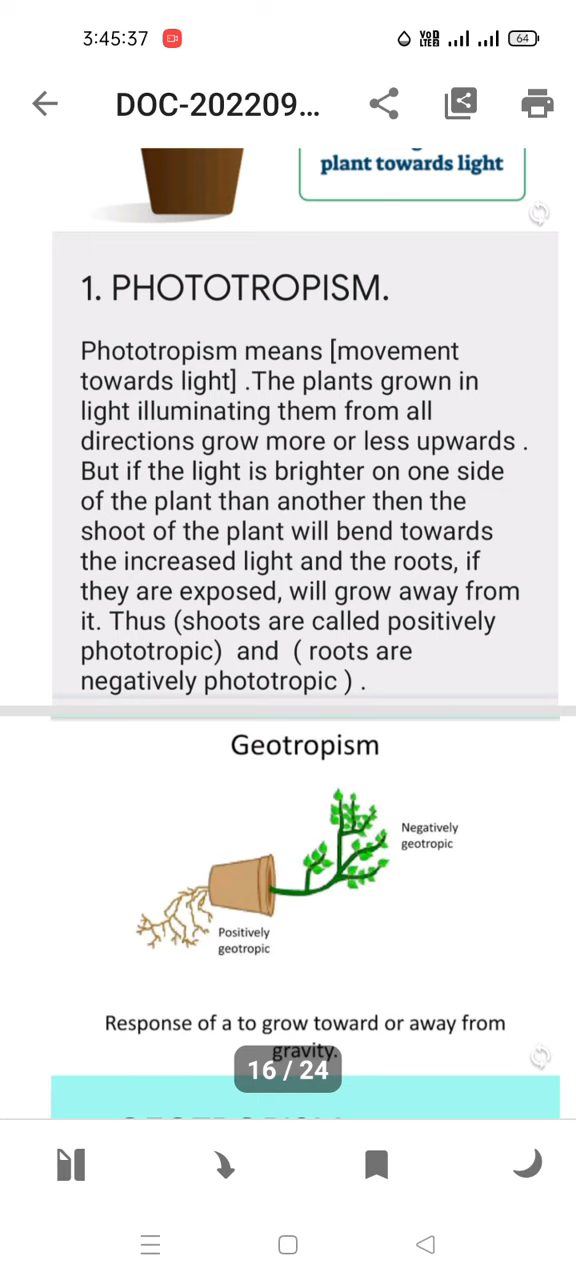 3:45:37
VoD LTE 64
DOC-202209...
plant towards light
1. PHOTOTROPISM.
Phototropism means [movement
towards light] .The plants grown in
light illuminating them from all
directions grow more or less upwards .
But if the light is brighter on one side
of the plant than another then the
shoot of the plant will bend towards
the increased light and the roots, if
they are exposed, will grow away from
it. Thus (shoots are called positively
phototropic)  and  ( roots are
negatively phototropic ) .
Geotropism
Negatively
geotropic
Positively
geotropic
Response of a to grow toward or away from
gravity.
16 / 24